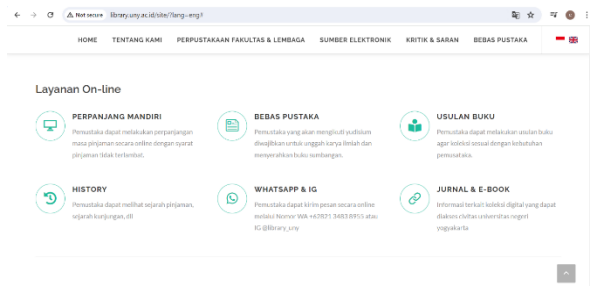 Not secure library.uny.ac.id/site/?lang=eng#
HOME TENTANG KAMI PERPUSTAKAAN FAKULTAS & LEMBAGA SUMBER ELEKTRONIK KRITIK & SARAN BEBAS PUSTAKA
Layanan On-line
PERPANJANG MANDIRI
Pemustaka dapat melakukan perpanjangan
masa pinjaman secara online dengan syarat
pinjaman tidak terlambat.
BEBAS PUSTAKA
Pemustaka yang akan mengikuti yudisium
diwajibkan untuk unggah karya ilmiah dan
menyerahkan buku sumbangan.
USULAN BUKU
Pemustaka dapat melakukan usulan buku
agar koleksi sesuai dengan kebutuhan
pemustaka.
HISTORY
Pemustaka dapat melihat sejarah pinjaman,
sejarah kunjungan, dll
WHATSAPP & IG
Pemustaka dapat kirim pesan secara online
melalui Nomor WA +62821 3483 8955 atau
IG @library_uny
JURNAL & E-BOOK
Informasi terkait koleksi digital yang dapat
diakses civitas universitas negeri
yogyakarta